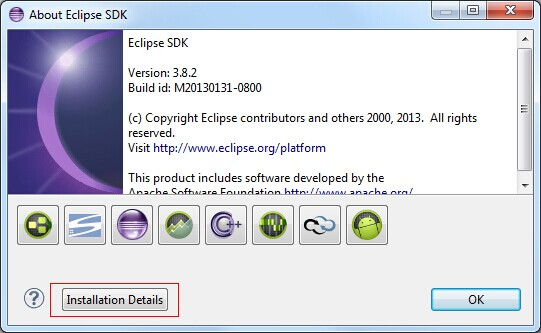 About Eclipse SDK
Eclipse SDK
Version: 3.8.2
Build id: M20130131-0800
(c) Copyright Eclipse contributors and others 2000, 2013. All rights
reserved.
Visit http://www.eclipse.org/platform
This product includes software developed by the
Apache Software Foundation http://www.apache.org/
C++
?
Installation Details
OK